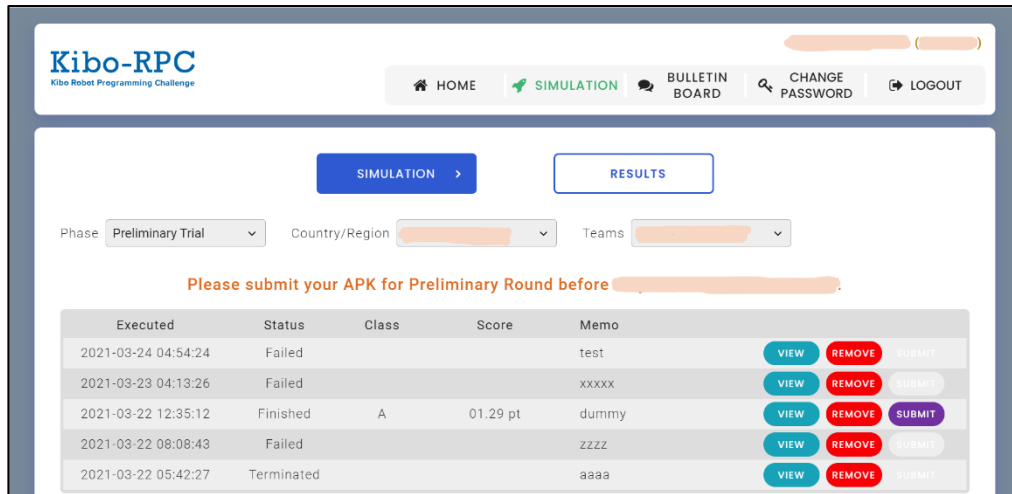 ( )
Kibo-RPC
Kibo Robot Programming Challenge
HOME SIMULATION BULLETIN BOARD CHANGE PASSWORD LOGOUT
SIMULATION > RESULTS
Phase Preliminary Trial Country/Region Teams
Please submit your APK for Preliminary Round before .
Executed Status Class Score Memo
2021-03-24 04:54:24 Failed test VIEW REMOVE SUBMIT
2021-03-23 04:13:26 Failed xxxxx VIEW REMOVE SUBMIT
2021-03-22 12:35:12 Finished A 01.29 pt dummy VIEW REMOVE SUBMIT
2021-03-22 08:08:43 Failed zzzz VIEW REMOVE SUBMIT
2021-03-22 05:42:27 Terminated aaaa VIEW REMOVE SUBMIT